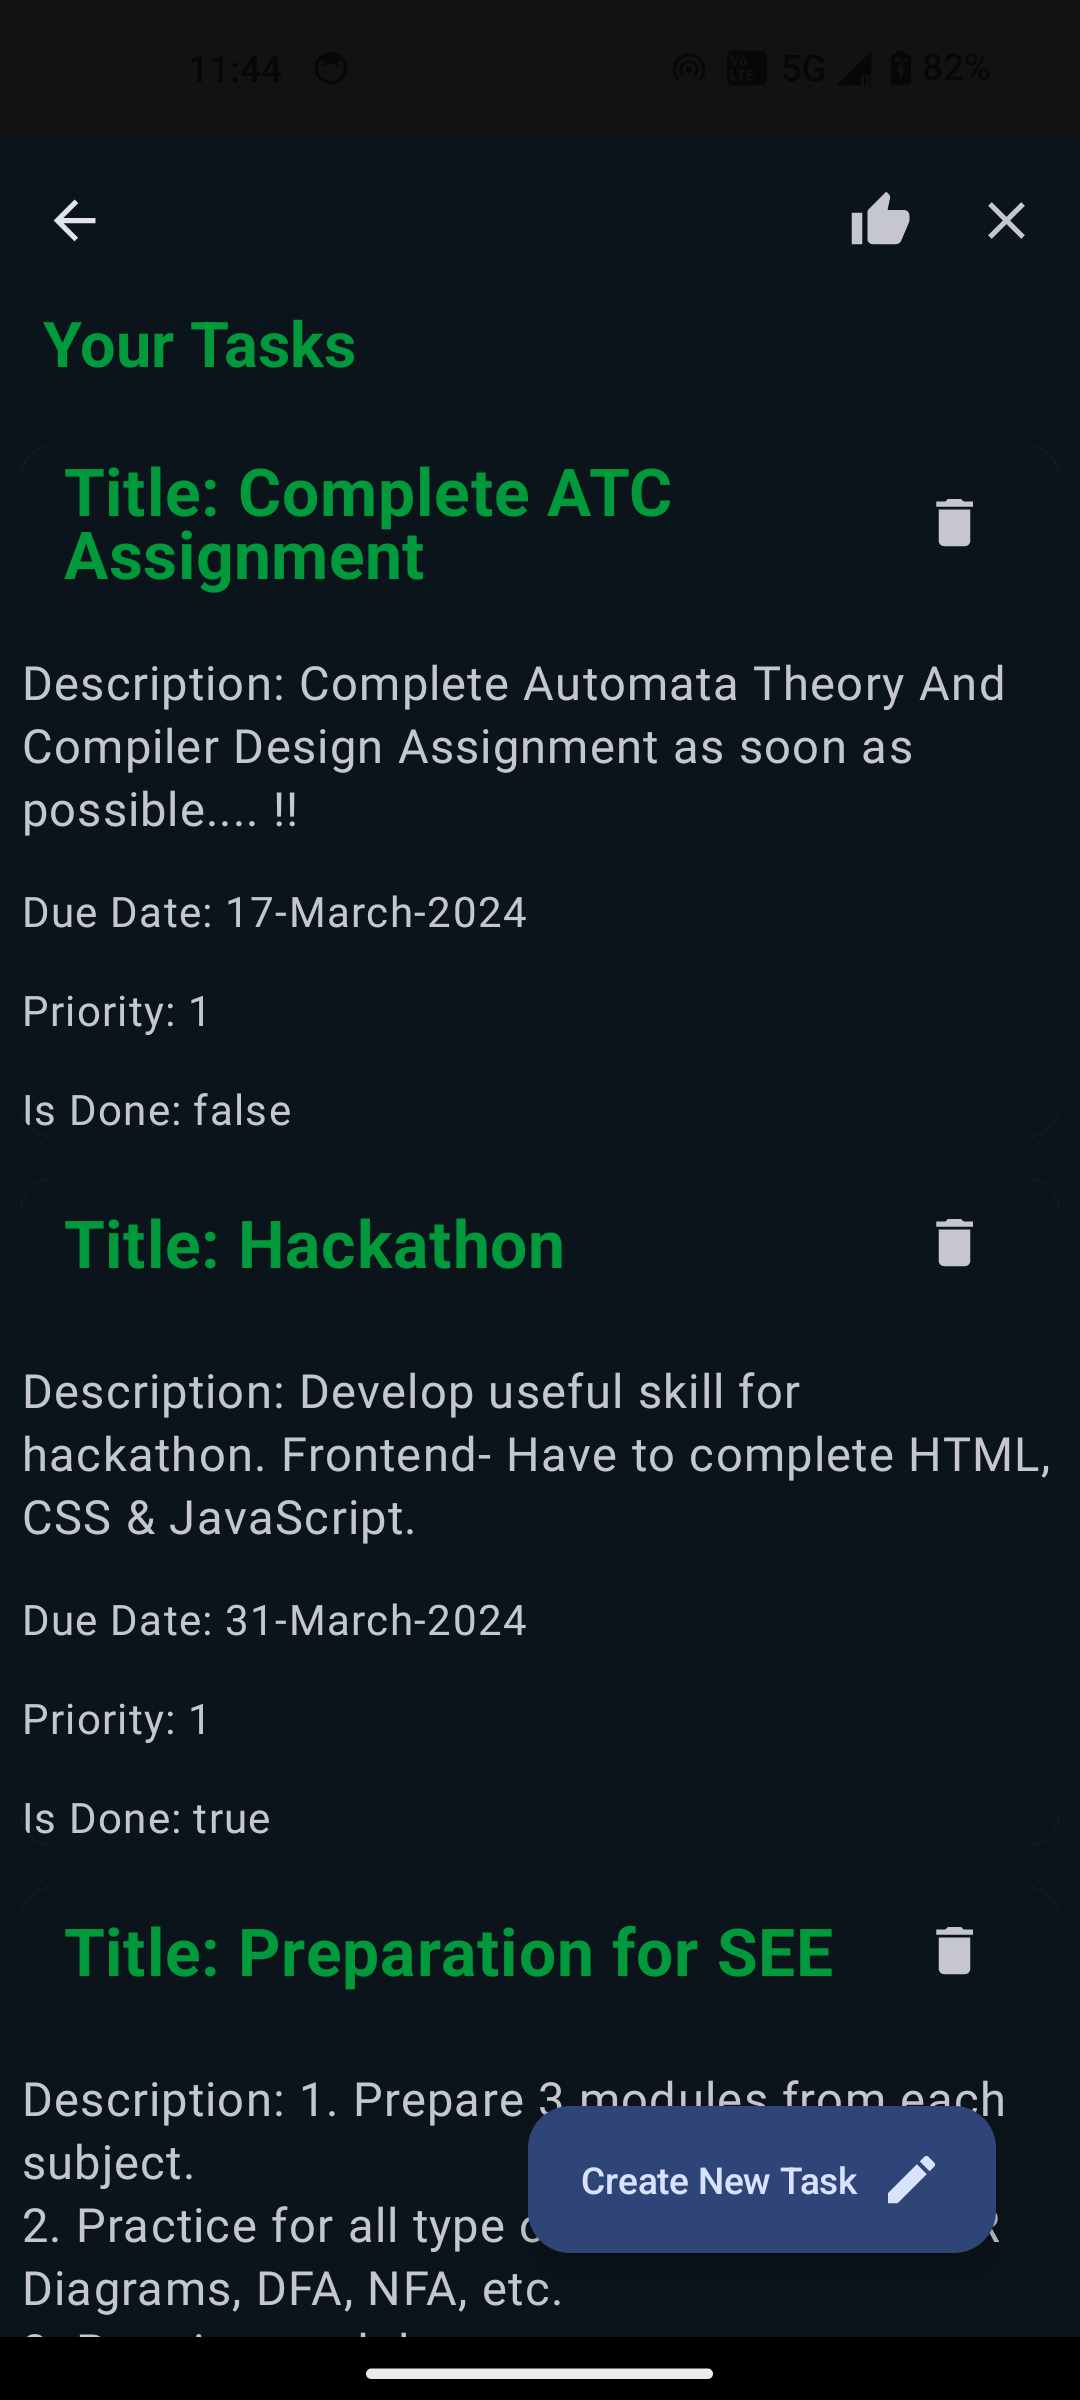 11:44 Vo LTE 5G R 82%
Your Tasks
Title: Complete ATC
Assignment
Description: Complete Automata Theory And
Compiler Design Assignment as soon as
possible.... !!
Due Date: 17-March-2024
Priority: 1
Is Done: false
Title: Hackathon
Description: Develop useful skill for
hackathon. Frontend- Have to complete HTML,
CSS & JavaScript.
Due Date: 31-March-2024
Priority: 1
Is Done: true
Title: Preparation for SEE
Description: 1. Prepare 3 modules from each
subject.
Create New Task
2. Practice for all type
Diagrams, DFA, NFA, etc.